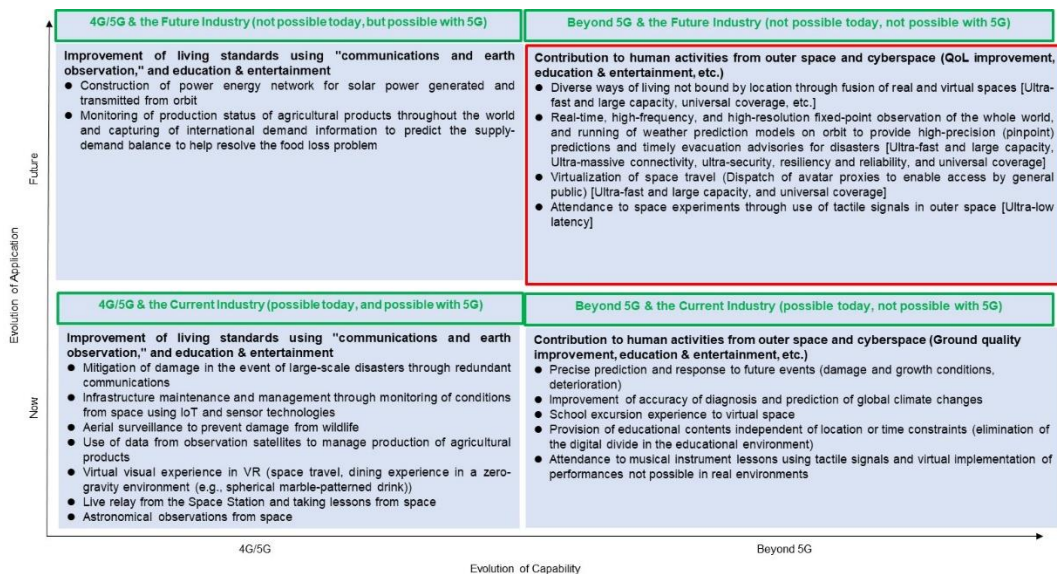 4G/5G & the Future Industry (not possible today, but possible with 5G)
Improvement of living standards using "communications and earth
observation," and education & entertainment
● Construction of power energy network for solar power generated and
transmitted from orbit
● Monitoring of production status of agricultural products throughout the
world and capturing of international demand information to predict the supply-
demand balance to help resolve the food loss problem
Beyond 5G & the Future Industry (not possible today, not possible with 5G)
Contribution to human activities from outer space and cyberspace (QoL improvement,
education & entertainment, etc.)
● Diverse ways of living not bound by location through fusion of real and virtual spaces [Ultra-
fast and large capacity, universal coverage, etc.]
● Real-time, high-frequency, and high-resolution fixed-point observation of the whole world,
and running of weather prediction models on orbit to provide high-precision (pinpoint)
predictions and timely evacuation advisories for disasters [Ultra-fast and large capacity,
Ultra-massive connectivity, ultra-security, resiliency and reliability, and universal coverage]
● Virtualization of space travel (Dispatch of avatar proxies to enable access by general
public) [Ultra-fast and large capacity, and universal coverage]
● Attendance to space experiments through use of tactile signals in outer space [Ultra-low
latency]
Future
Evolution of Application
Now
4G/5G & the Current Industry (possible today, and possible with 5G)
Improvement of living standards using "communications and earth
observation," and education & entertainment
● Mitigation of damage in the event of large-scale disasters through redundant
communications
● Infrastructure maintenance and management through monitoring of conditions
from space using IoT and sensor technologies
● Aerial surveillance to prevent damage from wildlife
● Use of data from observation satellites to manage production of agricultural
products
● Virtual visual experience in VR (space travel, dining experience in a zero-
gravity environment (e.g., spherical marble-patterned drink))
● Live relay from the Space Station and taking lessons from space
● Astronomical observations from space
Beyond 5G & the Current Industry (possible today, not possible with 5G)
Contribution to human activities from outer space and cyberspace (Ground quality
improvement, education & entertainment, etc.)
● Precise prediction and response to future events (damage and growth conditions,
deterioration)
● Improvement of accuracy of diagnosis and prediction of global climate changes
● School excursion experience to virtual space
● Provision of educational contents independent of location or time constraints (elimination of
the digital divide in the educational environment)
● Attendance to musical instrument lessons using tactile signals and virtual implementation of
performances not possible in real environments
4G/5G
Beyond 5G
Evolution of Capability